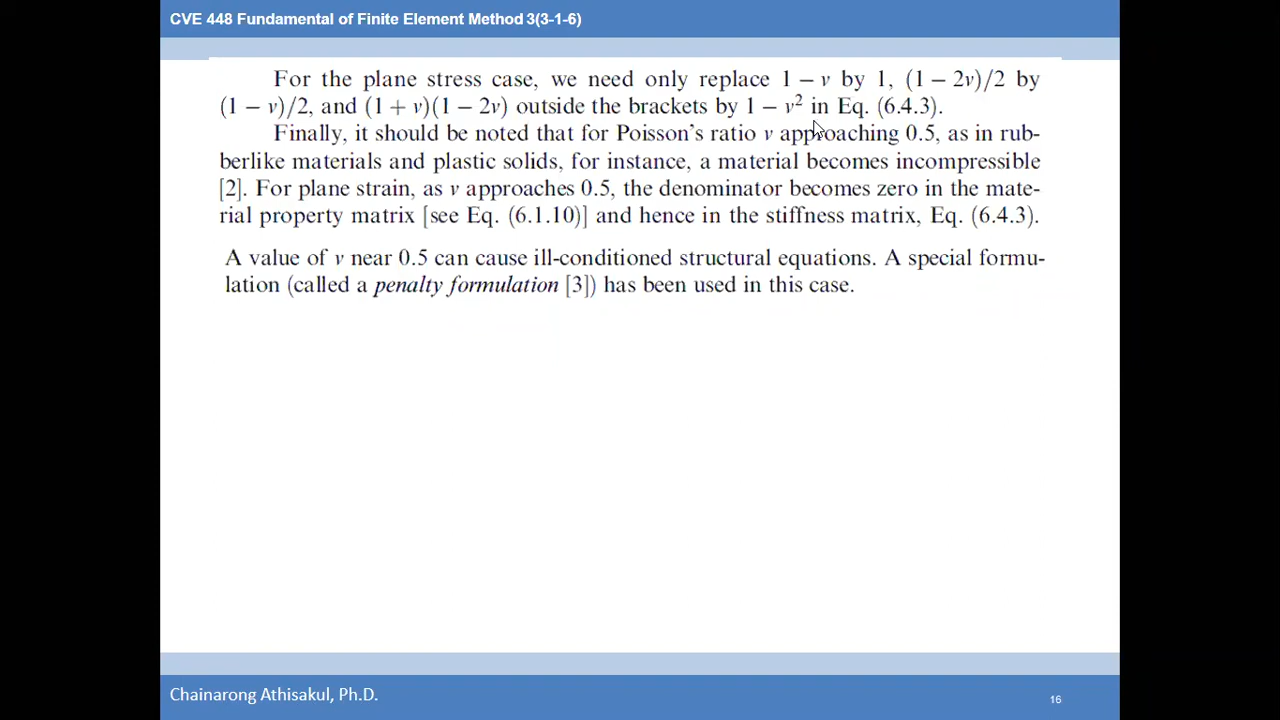 CVE 448 Fundamental of Finite Element Method 3(3-1-6)
For the plane stress case, we need only replace 1 − ν by 1, (1 − 2ν)/2 by
(1 − ν)/2, and (1 + ν)(1 − 2ν) outside the brackets by 1 − ν² in Eq. (6.4.3).
Finally, it should be noted that for Poisson's ratio ν approaching 0.5, as in rub-
berlike materials and plastic solids, for instance, a material becomes incompressible
[2]. For plane strain, as ν approaches 0.5, the denominator becomes zero in the mate-
rial property matrix [see Eq. (6.1.10)] and hence in the stiffness matrix, Eq. (6.4.3).
A value of ν near 0.5 can cause ill-conditioned structural equations. A special formu-
lation (called a penalty formulation [3]) has been used in this case.
Chainarong Athisakul, Ph.D.
16